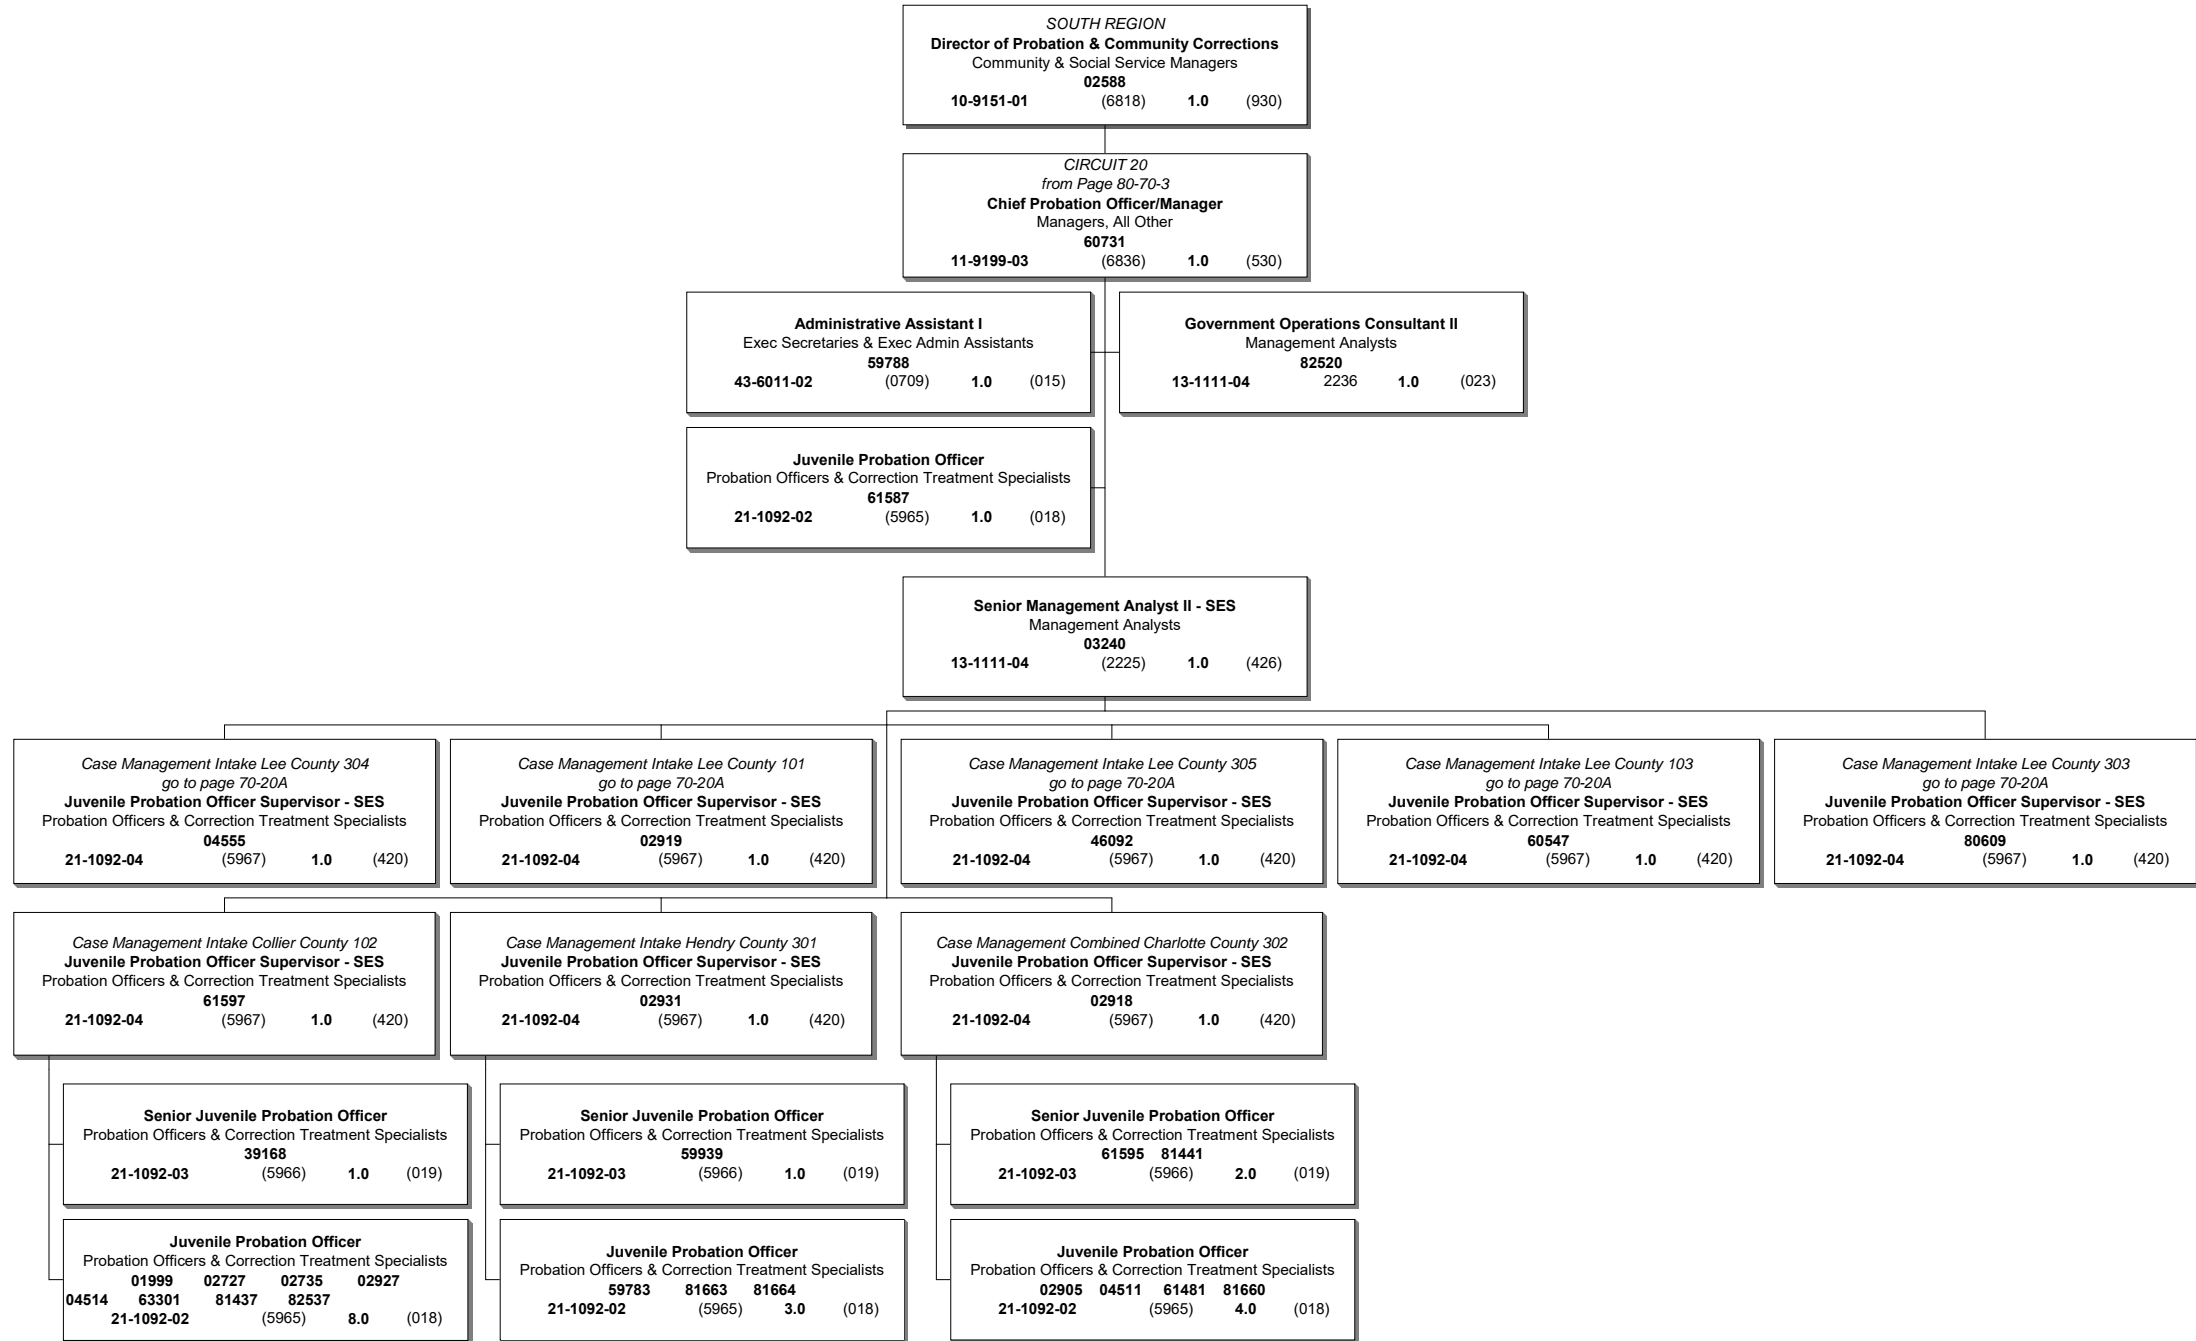 SOUTH REGION
Director of Probation & Community Corrections
Community & Social Service Managers
02588
10-9151-01 (6818) 1.0 (930)
CIRCUIT 20
from Page 80-70-3
Chief Probation Officer/Manager
Managers, All Other
60731
11-9199-03 (6836) 1.0 (530)
Administrative Assistant I
Exec Secretaries & Exec Admin Assistants
59788
43-6011-02 (0709) 1.0 (015)
Government Operations Consultant II
Management Analysts
82520
13-1111-04 2236 1.0 (023)
Juvenile Probation Officer
Probation Officers & Correction Treatment Specialists
61587
21-1092-02 (5965) 1.0 (018)
Senior Management Analyst II - SES
Management Analysts
03240
13-1111-04 (2225) 1.0 (426)
Case Management Intake Lee County 304
go to page 70-20A
Juvenile Probation Officer Supervisor - SES
Probation Officers & Correction Treatment Specialists
04555
21-1092-04 (5967) 1.0 (420)
Case Management Intake Lee County 101
go to page 70-20A
Juvenile Probation Officer Supervisor - SES
Probation Officers & Correction Treatment Specialists
02919
21-1092-04 (5967) 1.0 (420)
Case Management Intake Lee County 305
go to page 70-20A
Juvenile Probation Officer Supervisor - SES
Probation Officers & Correction Treatment Specialists
46092
21-1092-04 (5967) 1.0 (420)
Case Management Intake Lee County 103
go to page 70-20A
Juvenile Probation Officer Supervisor - SES
Probation Officers & Correction Treatment Specialists
60547
21-1092-04 (5967) 1.0 (420)
Case Management Intake Lee County 303
go to page 70-20A
Juvenile Probation Officer Supervisor - SES
Probation Officers & Correction Treatment Specialists
80609
21-1092-04 (5967) 1.0 (420)
Case Management Intake Collier County 102
Juvenile Probation Officer Supervisor - SES
Probation Officers & Correction Treatment Specialists
61597
21-1092-04 (5967) 1.0 (420)
Case Management Intake Hendry County 301
Juvenile Probation Officer Supervisor - SES
Probation Officers & Correction Treatment Specialists
02931
21-1092-04 (5967) 1.0 (420)
Case Management Combined Charlotte County 302
Juvenile Probation Officer Supervisor - SES
Probation Officers & Correction Treatment Specialists
02918
21-1092-04 (5967) 1.0 (420)
Senior Juvenile Probation Officer
Probation Officers & Correction Treatment Specialists
39168
21-1092-03 (5966) 1.0 (019)
Senior Juvenile Probation Officer
Probation Officers & Correction Treatment Specialists
59939
21-1092-03 (5966) 1.0 (019)
Senior Juvenile Probation Officer
Probation Officers & Correction Treatment Specialists
61595 81441
21-1092-03 (5966) 2.0 (019)
Juvenile Probation Officer
Probation Officers & Correction Treatment Specialists
01999 02727 02735 02927
04514 63301 81437 82537
21-1092-02 (5965) 8.0 (018)
Juvenile Probation Officer
Probation Officers & Correction Treatment Specialists
59783 81663 81664
21-1092-02 (5965) 3.0 (018)
Juvenile Probation Officer
Probation Officers & Correction Treatment Specialists
02905 04511 61481 81660
21-1092-02 (5965) 4.0 (018)